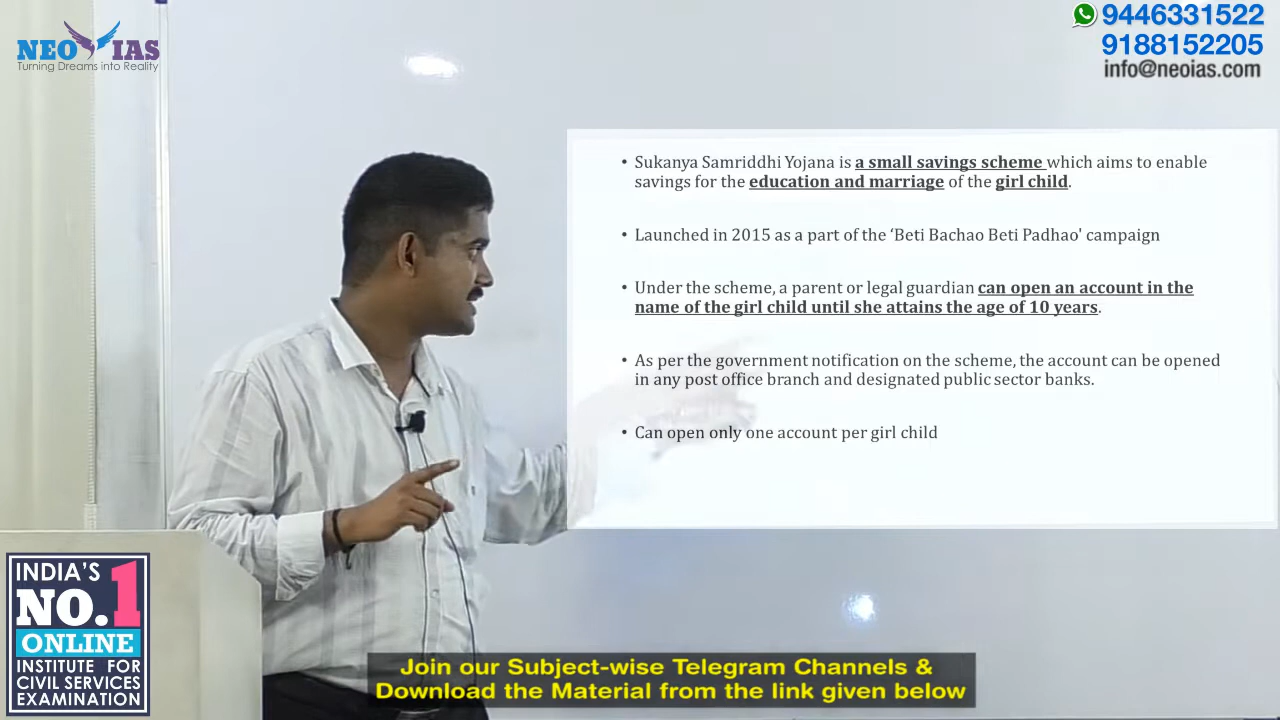 NEO IAS
Turning Dreams into Reality
9446331522
9188152205
info@neoias.com
• Sukanya Samriddhi Yojana is a small savings scheme which aims to enable
savings for the education and marriage of the girl child.
• Launched in 2015 as a part of the ‘Beti Bachao Beti Padhao' campaign
• Under the scheme, a parent or legal guardian can open an account in the
name of the girl child until she attains the age of 10 years.
• As per the government notification on the scheme, the account can be opened
in any post office branch and designated public sector banks.
• Can open only one account per girl child
INDIA'S
NO.1
ONLINE
INSTITUTE FOR
CIVIL SERVICES
EXAMINATION
Join our Subject-wise Telegram Channels &
Download the Material from the link given below